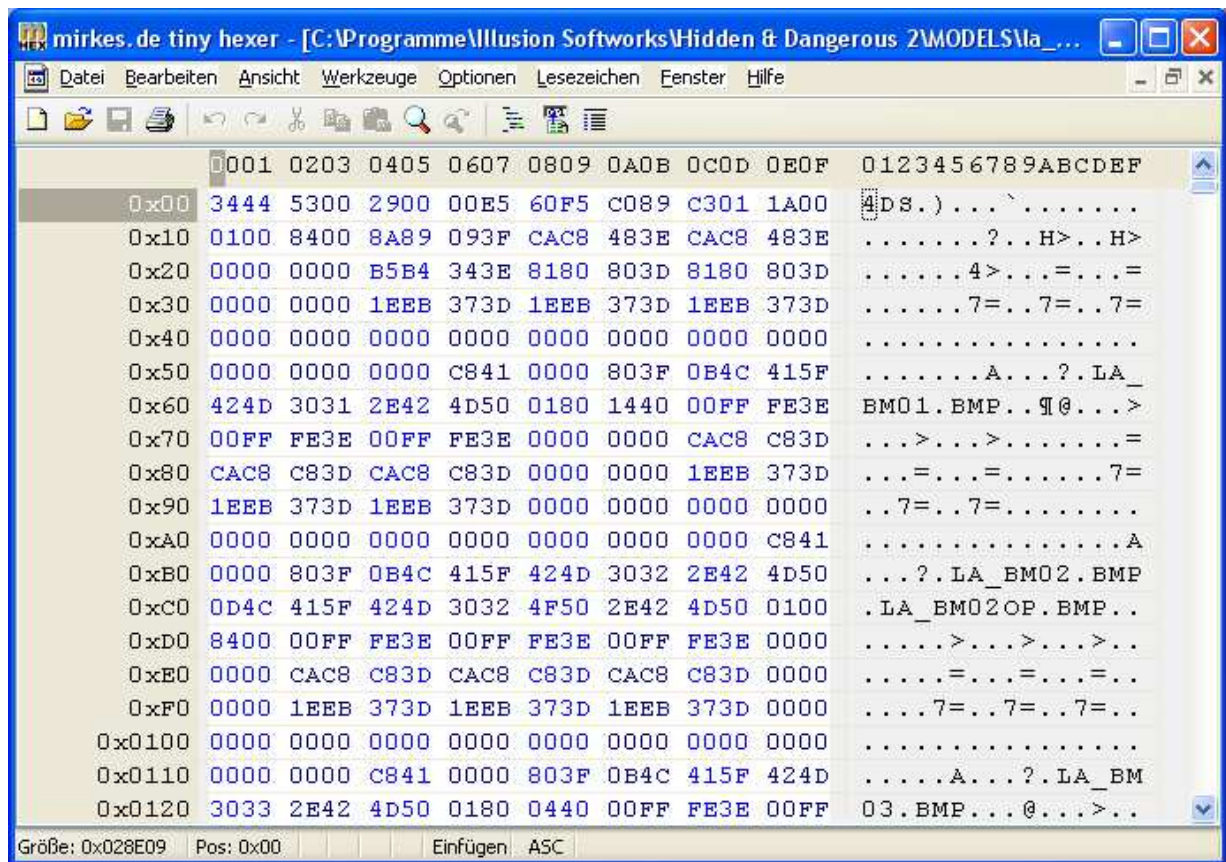 mirkes.de tiny hexer - [C:\Programme\Illusion Softworks\Hidden & Dangerous 2\MODELS\la_...
Datei Bearbeiten Ansicht Werkzeuge Optionen Lesezeichen Fenster Hilfe
0001 0203 0405 0607 0809 0A0B 0C0D 0E0F 0123456789ABCDEF
0x00 3444 5300 2900 00E5 60F5 C089 C301 1A00 4DS.)...`.......
0x10 0100 8400 8A89 093F CAC8 483E CAC8 483E .......?..H>..H>
0x20 0000 0000 B5B4 343E 8180 803D 8180 803D ......4>...=...=
0x30 0000 0000 1EEB 373D 1EEB 373D 1EEB 373D ......7=..7=..7=
0x40 0000 0000 0000 0000 0000 0000 0000 0000 ................
0x50 0000 0000 0000 C841 0000 803F 0B4C 415F .......A...?.LA_
0x60 424D 3031 2E42 4D50 0180 1440 00FF FE3E BM01.BMP..¶@...>
0x70 00FF FE3E 00FF FE3E 0000 0000 CAC8 C83D ...>...>.......=
0x80 CAC8 C83D CAC8 C83D 0000 0000 1EEB 373D ...=...=......7=
0x90 1EEB 373D 1EEB 373D 0000 0000 0000 0000 ..7=..7=........
0xA0 0000 0000 0000 0000 0000 0000 0000 C841 ...............A
0xB0 0000 803F 0B4C 415F 424D 3032 2E42 4D50 ...?.LA_BM02.BMP
0xC0 0D4C 415F 424D 3032 4F50 2E42 4D50 0100 .LA_BM02OP.BMP..
0xD0 8400 00FF FE3E 00FF FE3E 00FF FE3E 0000 .....>...>...>..
0xE0 0000 CAC8 C83D CAC8 C83D CAC8 C83D 0000 .....=...=...=..
0xF0 0000 1EEB 373D 1EEB 373D 1EEB 373D 0000 ....7=..7=..7=..
0x0100 0000 0000 0000 0000 0000 0000 0000 0000 ................
0x0110 0000 0000 C841 0000 803F 0B4C 415F 424D .....A...?.LA_BM
0x0120 3033 2E42 4D50 0180 0440 00FF FE3E 00FF 03.BMP...@...>..
Größe: 0x028E09 Pos: 0x00 Einfügen ASC